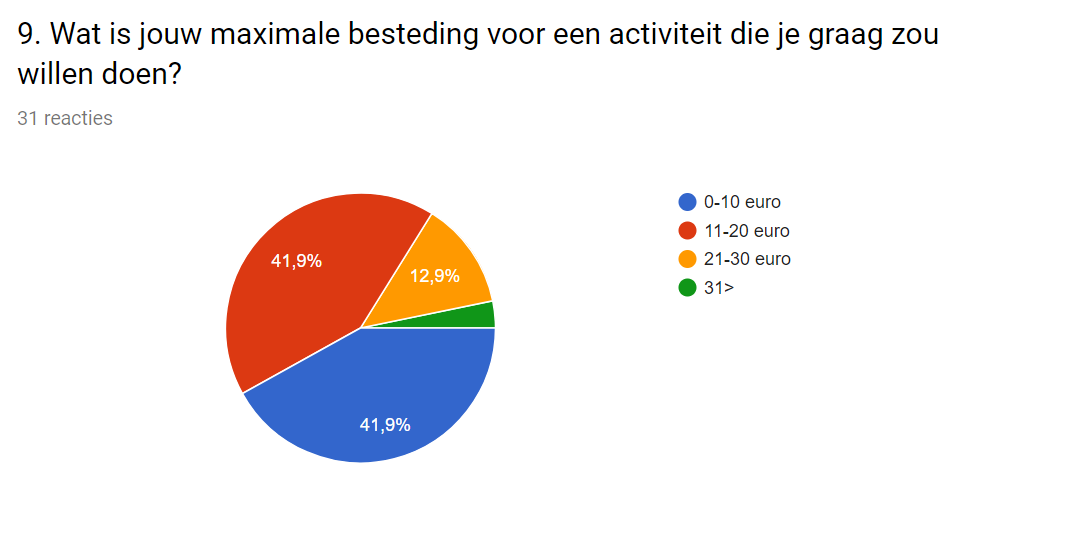 9. Wat is jouw maximale besteding voor een activiteit die je graag zou
willen doen?
31 reacties
0-10 euro
11-20 euro
21-30 euro
31>
41,9%
12,9%
41,9%